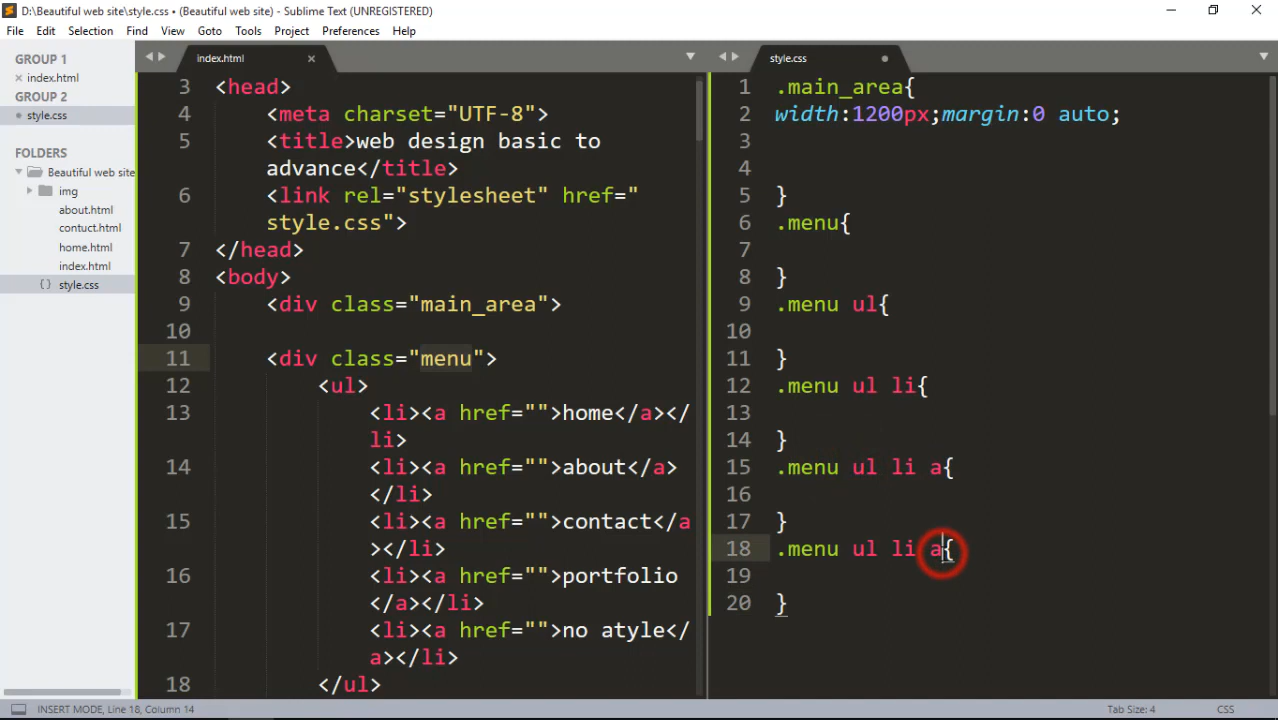 D:\Beautiful web site\style.css • (Beautiful web site) - Sublime Text (UNREGISTERED)
File Edit Selection Find View Goto Tools Project Preferences Help
GROUP 1
index.html
GROUP 2
style.css
FOLDERS
Beautiful web site
img
about.html
contuct.html
home.html
index.html
{} style.css
index.html
3 <head>
4 <meta charset="UTF-8">
5 <title>web design basic to
advance</title>
6 <link rel="stylesheet" href="
style.css">
7 </head>
8 <body>
9 <div class="main_area">
10
11 <div class="menu">
12 <ul>
13 <li><a href="">home</a></
li>
14 <li><a href="">about</a>
</li>
15 <li><a href="">contact</a
></li>
16 <li><a href="">portfolio
</a></li>
17 <li><a href="">no atyle</
a></li>
18 </ul>
style.css
1 .main_area{
2 width:1200px;margin:0 auto;
3
4
5 }
6 .menu{
7
8 }
9 .menu ul{
10
11 }
12 .menu ul li{
13
14 }
15 .menu ul li a{
16
17 }
18 .menu ul li a{
19
20 }
INSERT MODE, Line 18, Column 14
Tab Size: 4
CSS